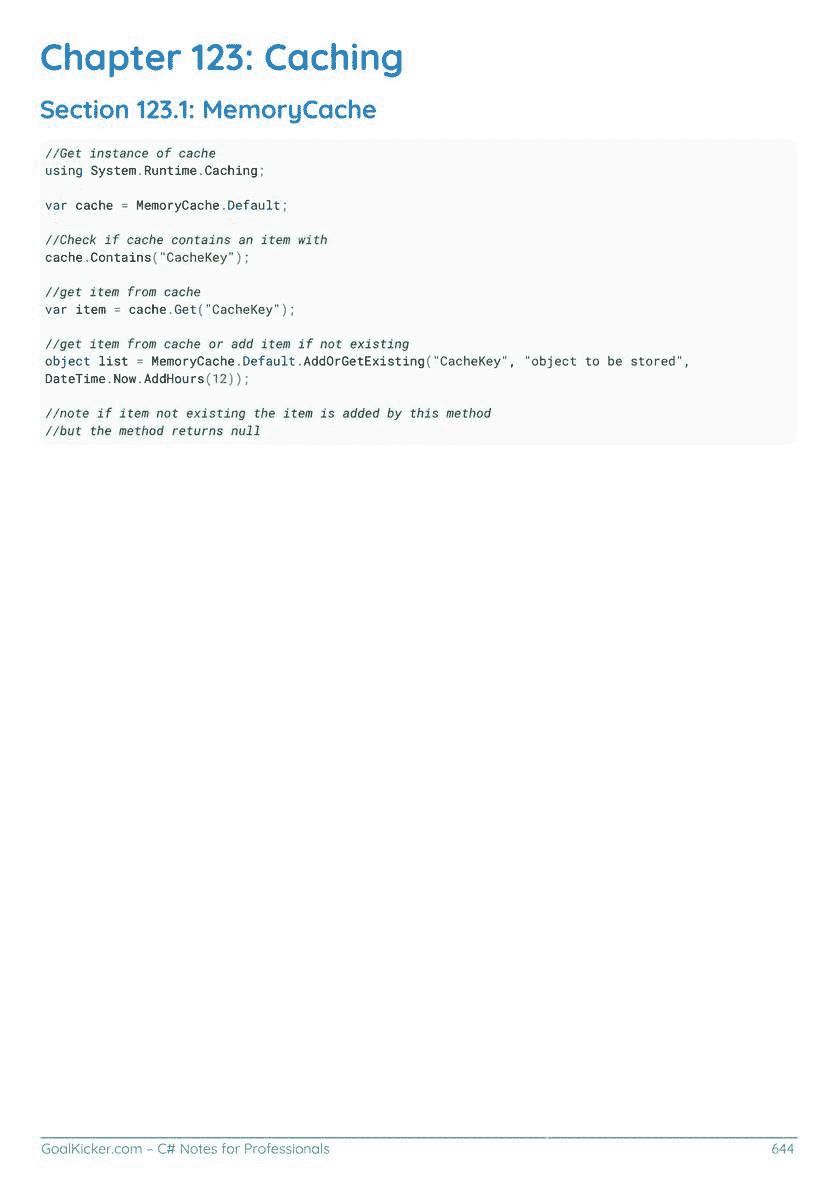 Chapter 123: Caching
Section 123.1: MemoryCache
//Get instance of cache
using System.Runtime.Caching;
var cache = MemoryCache.Default;
//Check if cache contains an item with
cache.Contains("CacheKey");
//get item from cache
var item = cache.Get("CacheKey");
//get item from cache or add item if not existing
object list = MemoryCache.Default.AddOrGetExisting("CacheKey", "object to be stored",
DateTime.Now.AddHours(12));
//note if item not existing the item is added by this method
//but the method returns null
GoalKicker.com – C# Notes for Professionals
644